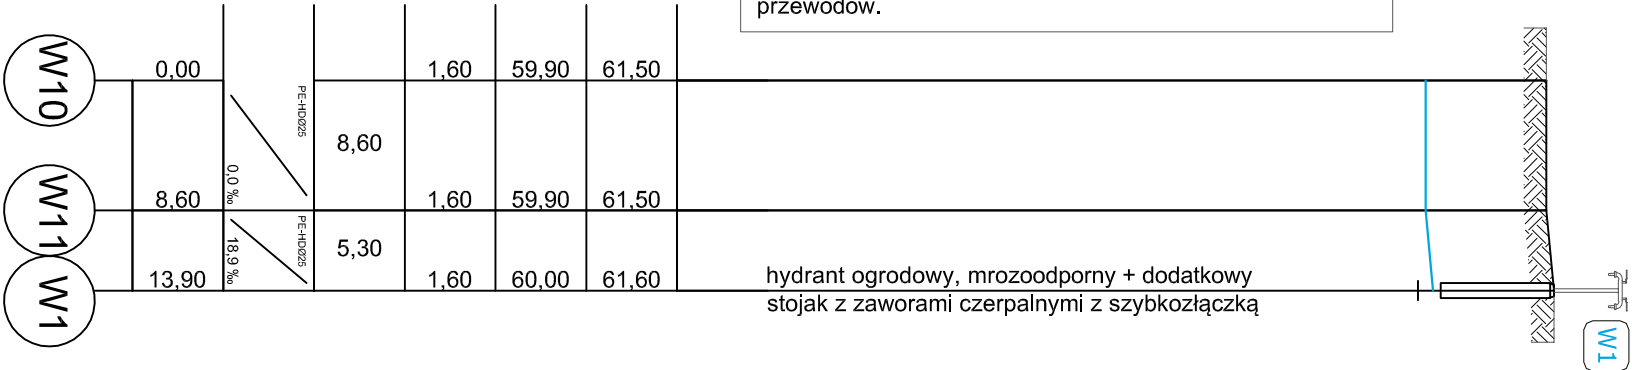 przewodów.
W10
0,00
PE-HDØ25
1,60
59,90
61,50
8,60
0,0 ‰
W11
8,60
PE-HDØ25
1,60
59,90
61,50
5,30
18,9 ‰
W1
13,90
1,60
60,00
61,60
hydrant ogrodowy, mrozoodporny + dodatkowy
stojak z zaworami czerpalnymi z szybkozłączką
W1